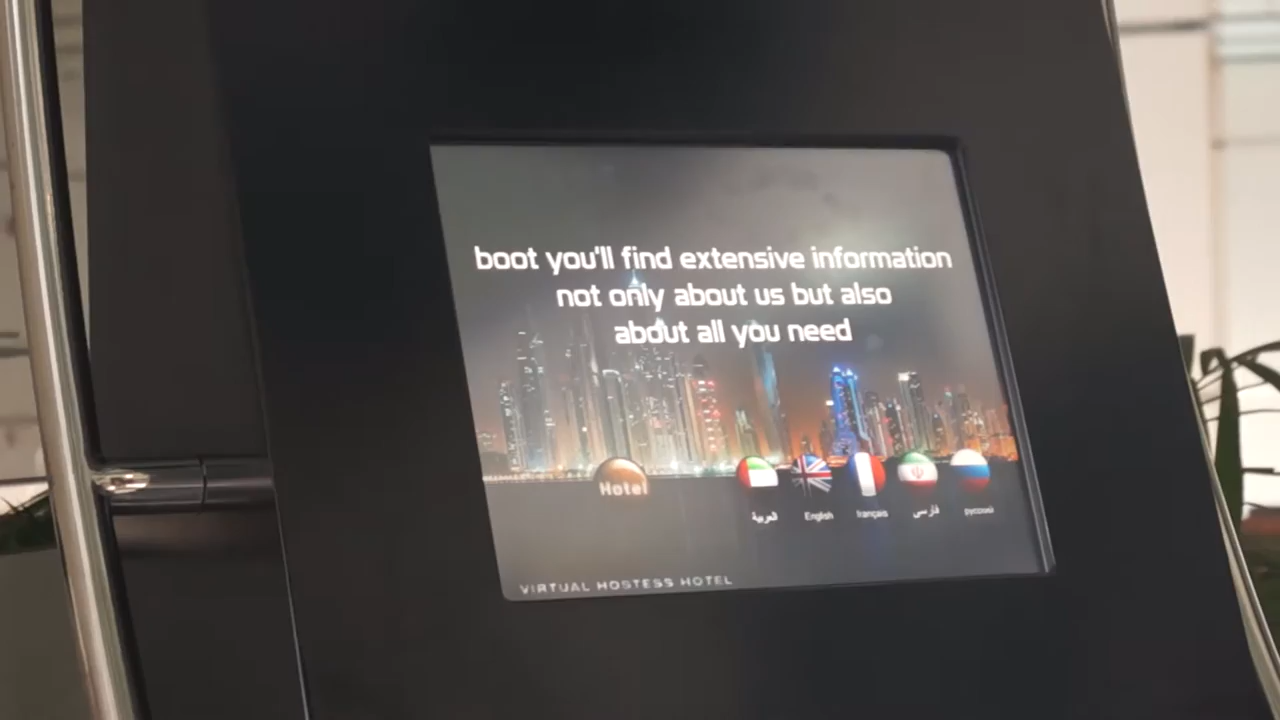 boot you'll find extensive information
not only about us but also
about all you need
Hotel
العربية
English
français
فارسی
русский
VIRTUAL HOSTESS HOTEL